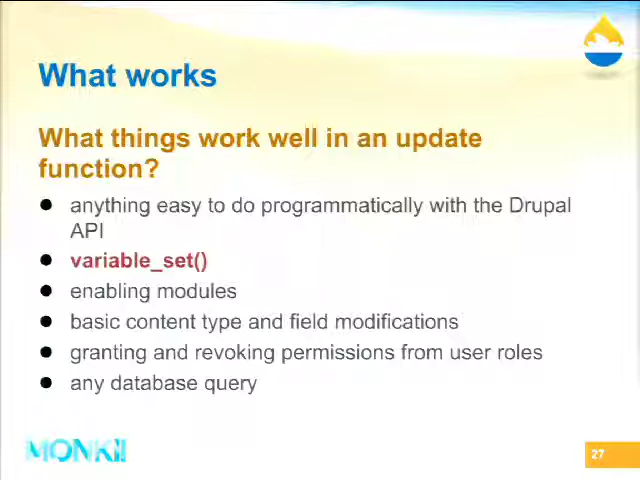 What works
What things work well in an update
function?
anything easy to do programmatically with the Drupal
API
variable_set()
enabling modules
basic content type and field modifications
granting and revoking permissions from user roles
any database query
MONKii
27